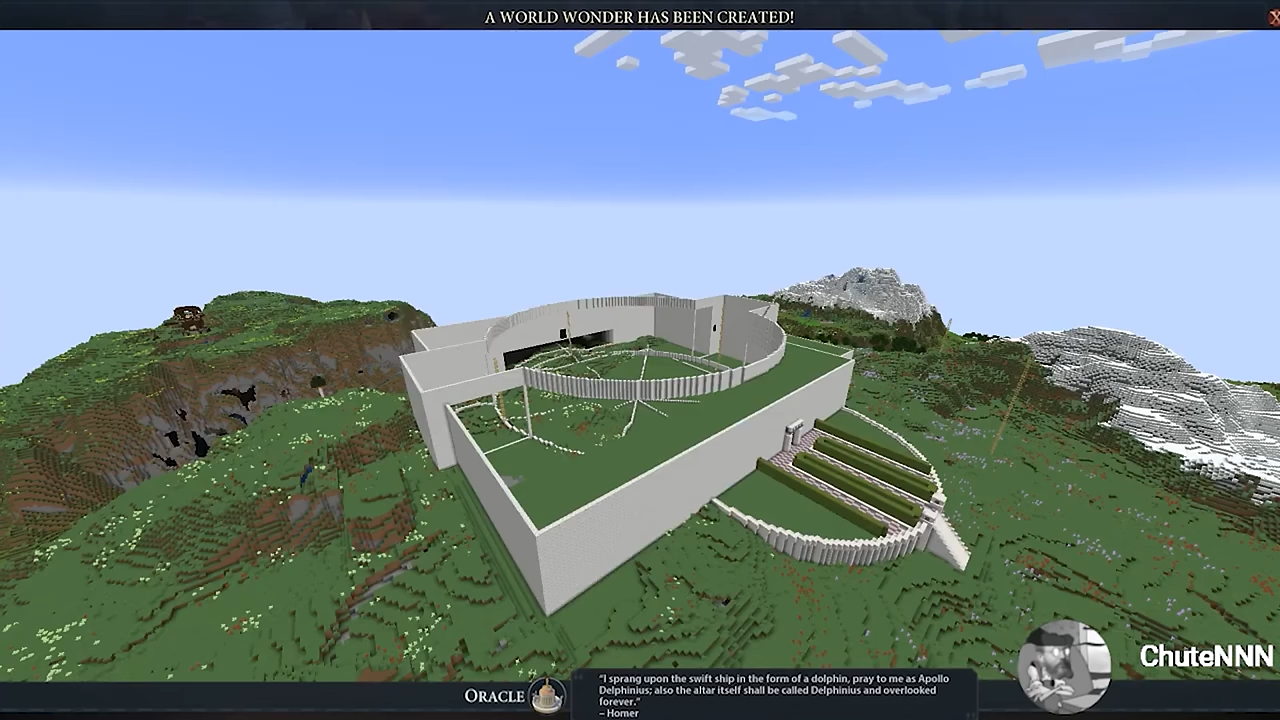 A WORLD WONDER HAS BEEN CREATED!
ChuteNNN
ORACLE
“I sprang upon the swift ship in the form of a dolphin, pray to me as Apollo
Delphinius; also the altar itself shall be called Delphinius and overlooked
forever.”
– Homer